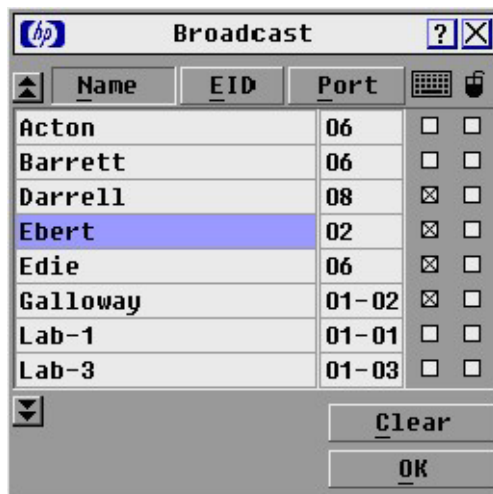 hp Broadcast ?
Name EID Port
Acton 06
Barrett 06
Darrell 08
Ebert 02
Edie 06
Galloway 01-02
Lab-1 01-01
Lab-3 01-03
Clear
OK